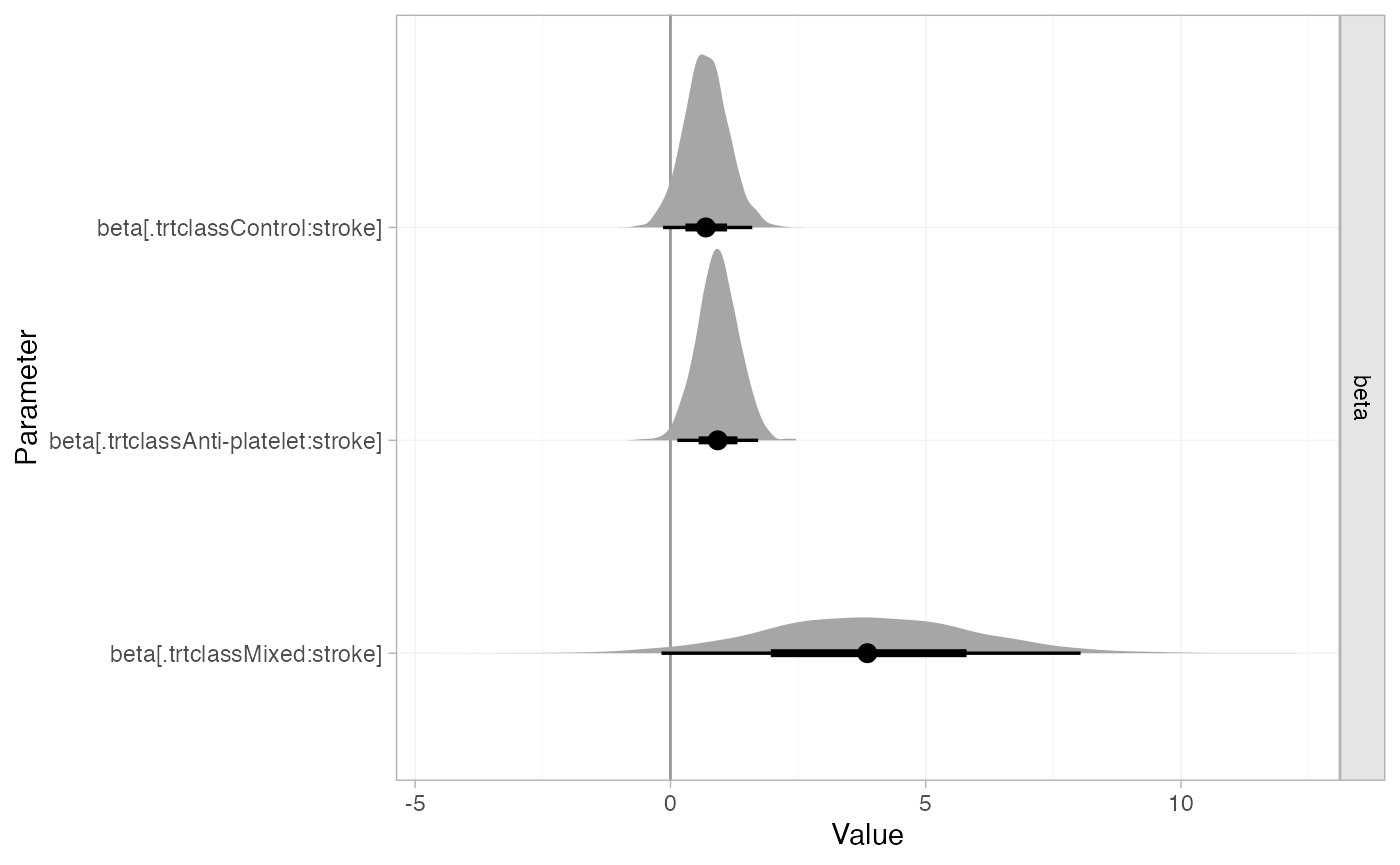 beta[.trtclassControl:stroke]
beta[.trtclassAnti-platelet:stroke]
beta[.trtclassMixed:stroke]
Parameter
beta
-5 0 5 10
Value